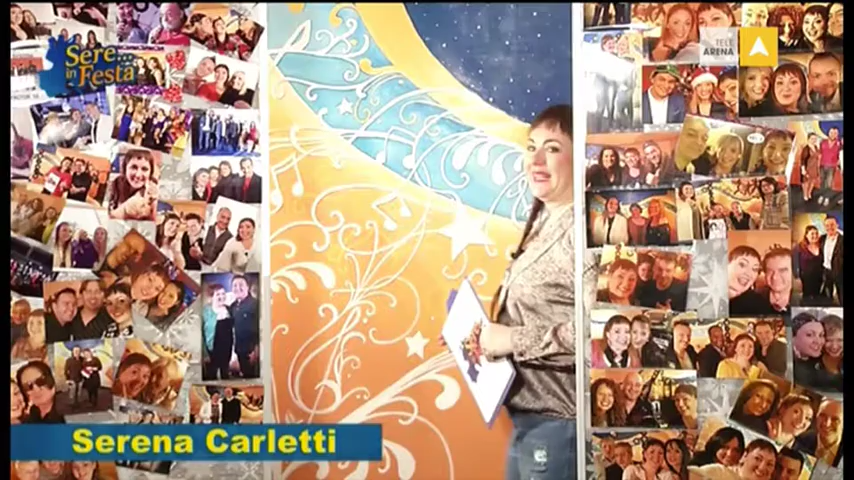 Sere...
in
Festa
TELE
ARENA
Serena Carletti